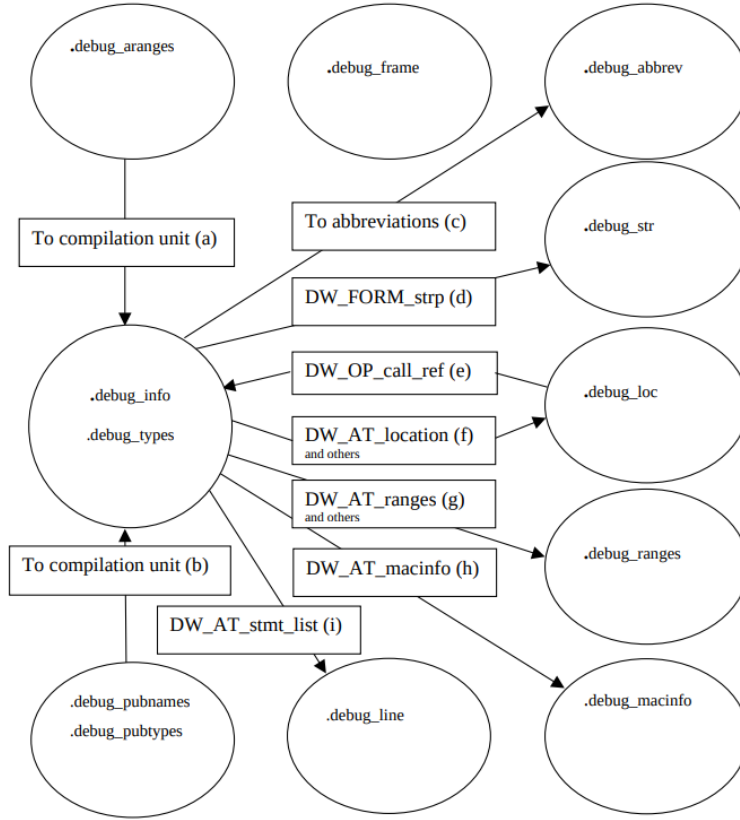 .debug_aranges
.debug_frame
.debug_abbrev
To compilation unit (a)
To abbreviations (c)
.debug_str
DW_FORM_strp (d)
DW_OP_call_ref (e)
.debug_info
.debug_types
.debug_loc
DW_AT_location (f)
and others
DW_AT_ranges (g)
and others
To compilation unit (b)
DW_AT_macinfo (h)
.debug_ranges
DW_AT_stmt_list (i)
.debug_pubnames
.debug_pubtypes
.debug_line
.debug_macinfo